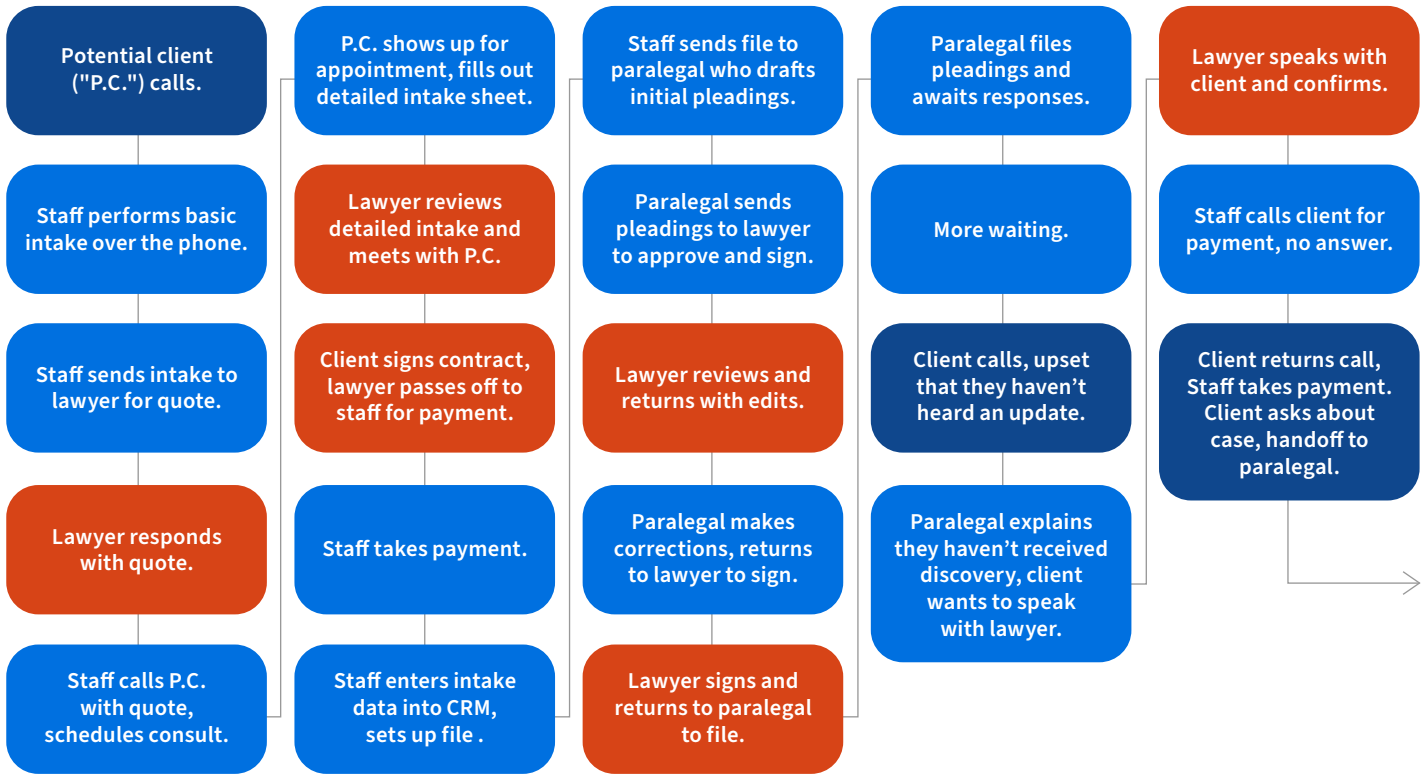 Potential client
("P.C.") calls.
Staff performs basic
intake over the phone.
Staff sends intake to
lawyer for quote.
Lawyer responds
with quote.
Staff calls P.C.
with quote,
schedules consult.
P.C. shows up for
appointment, fills out
detailed intake sheet.
Lawyer reviews
detailed intake and
meets with P.C.
Client signs contract,
lawyer passes off to
staff for payment.
Staff takes payment.
Staff enters intake
data into CRM,
sets up file .
Staff sends file to
paralegal who drafts
initial pleadings.
Paralegal sends
pleadings to lawyer
to approve and sign.
Lawyer reviews and
returns with edits.
Paralegal makes
corrections, returns
to lawyer to sign.
Lawyer signs and
returns to paralegal
to file.
Paralegal files
pleadings and
awaits responses.
More waiting.
Client calls, upset
that they haven’t
heard an update.
Paralegal explains
they haven’t received
discovery, client
wants to speak
with lawyer.
Lawyer speaks with
client and confirms.
Staff calls client for
payment, no answer.
Client returns call,
Staff takes payment.
Client asks about
case, handoff to
paralegal.